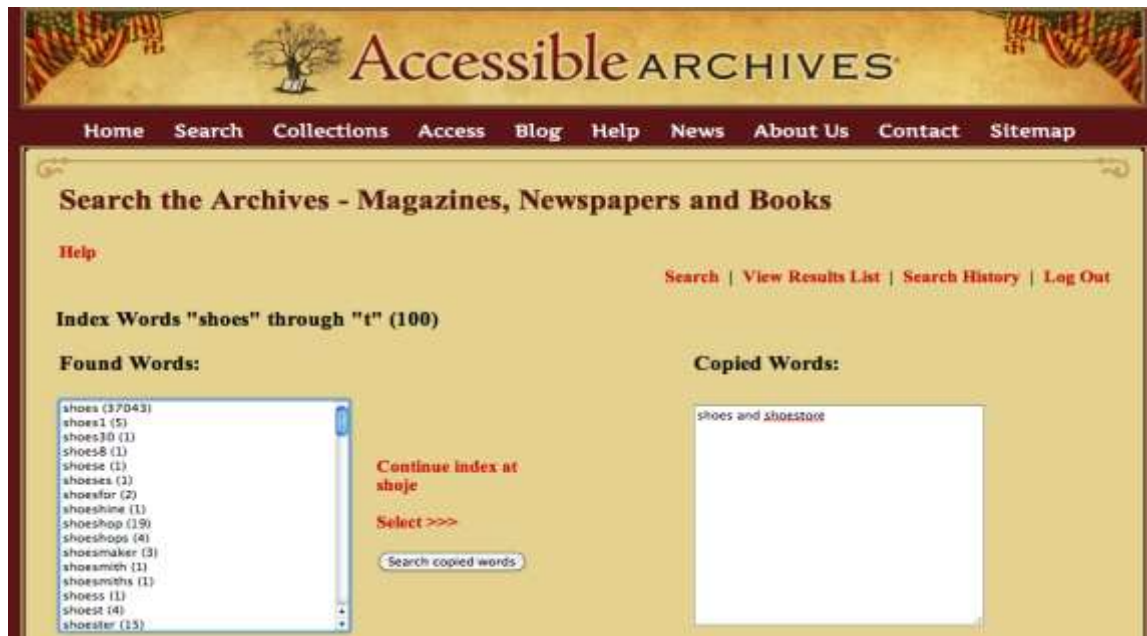 Accessible ARCHIVES
Home Search Collections Access Blog Help News About Us Contact Sitemap
Search the Archives - Magazines, Newspapers and Books
Help
Search | View Results List | Search History | Log Out
Index Words "shoes" through "t" (100)
Found Words:
shoes (37043)
shoes1 (5)
shoes30 (1)
shoes8 (1)
shoese (1)
shoeses (1)
shoesfor (2)
shoeshine (1)
shoeshop (19)
shoeshops (4)
shoesmaker (3)
shoesmith (1)
shoesmiths (1)
shoess (1)
shoest (4)
shoester (15)
Continue index at
shoje
Select >>>
Search copied words
Copied Words:
shoes and shoestore